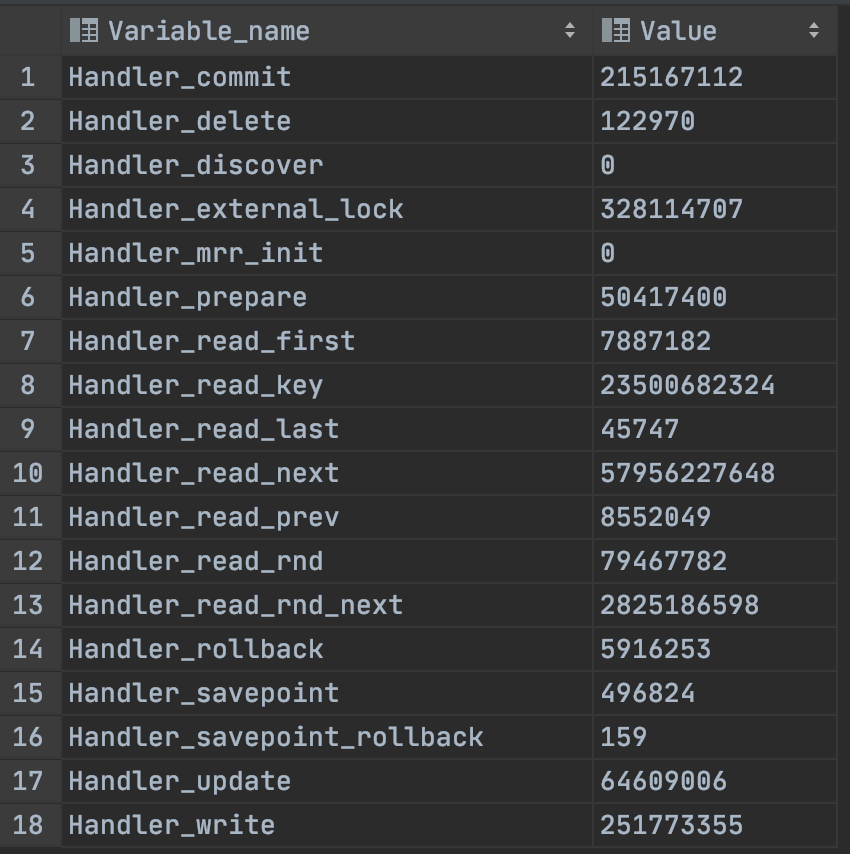 Variable_name Value
1 Handler_commit 215167112
2 Handler_delete 122970
3 Handler_discover 0
4 Handler_external_lock 328114707
5 Handler_mrr_init 0
6 Handler_prepare 50417400
7 Handler_read_first 7887182
8 Handler_read_key 23500682324
9 Handler_read_last 45747
10 Handler_read_next 57956227648
11 Handler_read_prev 8552049
12 Handler_read_rnd 79467782
13 Handler_read_rnd_next 2825186598
14 Handler_rollback 5916253
15 Handler_savepoint 496824
16 Handler_savepoint_rollback 159
17 Handler_update 64609006
18 Handler_write 251773355